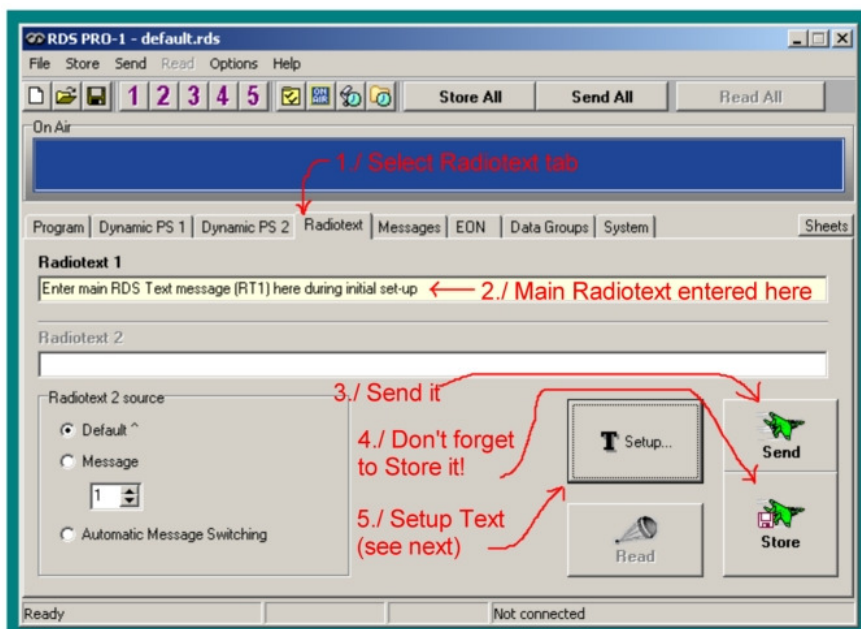 RDS PRO-1 - default.rds
File Store Send Read Options Help
1 2 3 4 5 Store All Send All Read All
On Air
1./ Select Radiotext tab
Program Dynamic PS 1 Dynamic PS 2 Radiotext Messages EON Data Groups System Sheets
Radiotext 1
Enter main RDS Text message (RT1) here during initial set-up 2./ Main Radiotext entered here
Radiotext 2
Radiotext 2 source
3./ Send it
Default ^
Message
1
Automatic Message Switching
4./ Don't forget
to Store it!
T Setup...
Send
5./ Setup Text
(see next)
Read
Store
Ready Not connected